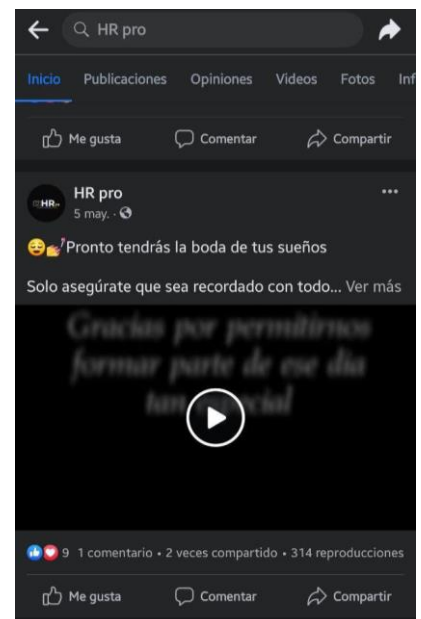 HR pro
Inicio Publicaciones Opiniones Videos Fotos Inf
Me gusta Comentar Compartir
HR pro
5 may. ·
Pronto tendrás la boda de tus sueños
Solo asegúrate que sea recordado con todo... Ver más
Gracias por permitirnos
formar parte de ese día
tan especial
9 1 comentario • 2 veces compartido • 314 reproducciones
Me gusta Comentar Compartir